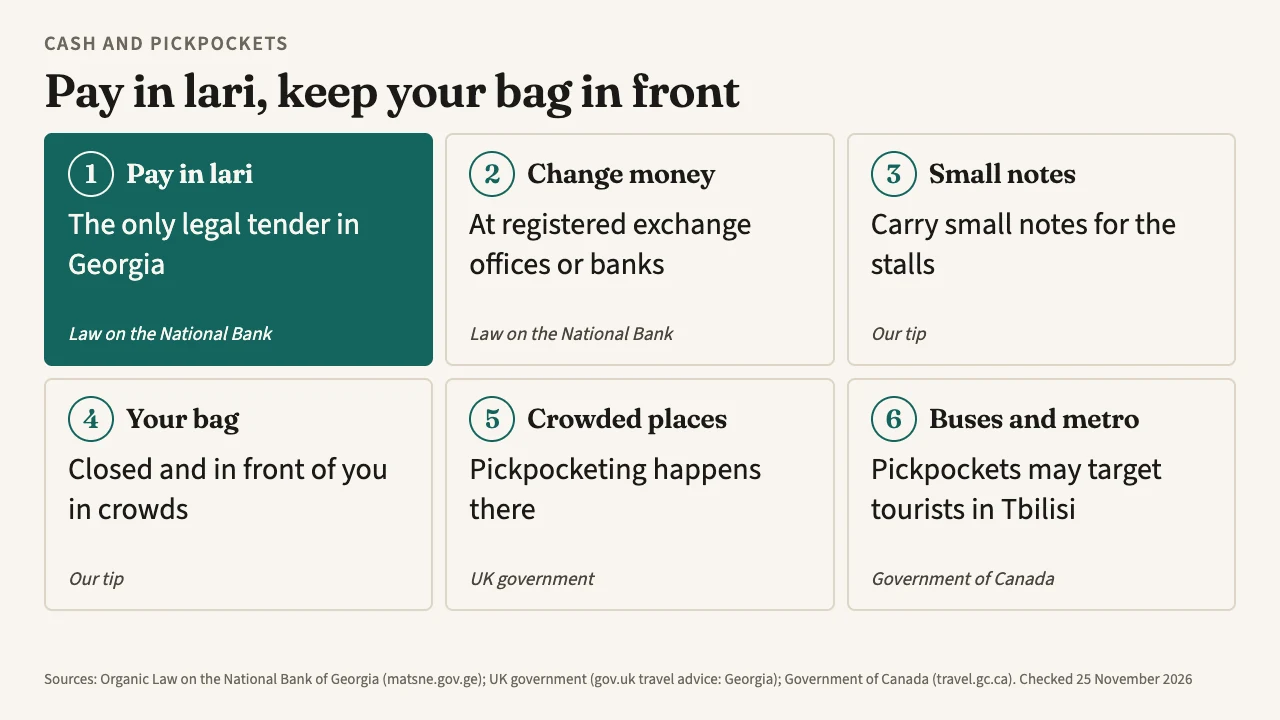 CASH AND PICKPOCKETS
Pay in lari, keep your bag in front
1 Pay in lari
The only legal tender in
Georgia
Law on the National Bank
2 Change money
At registered exchange
offices or banks
Law on the National Bank
3 Small notes
Carry small notes for the
stalls
Our tip
4 Your bag
Closed and in front of you
in crowds
Our tip
5 Crowded places
Pickpocketing happens
there
UK government
6 Buses and metro
Pickpockets may target
tourists in Tbilisi
Government of Canada
Sources: Organic Law on the National Bank of Georgia (matsne.gov.ge); UK government (gov.uk travel advice: Georgia); Government of Canada (travel.gc.ca). Checked 25 November 2026